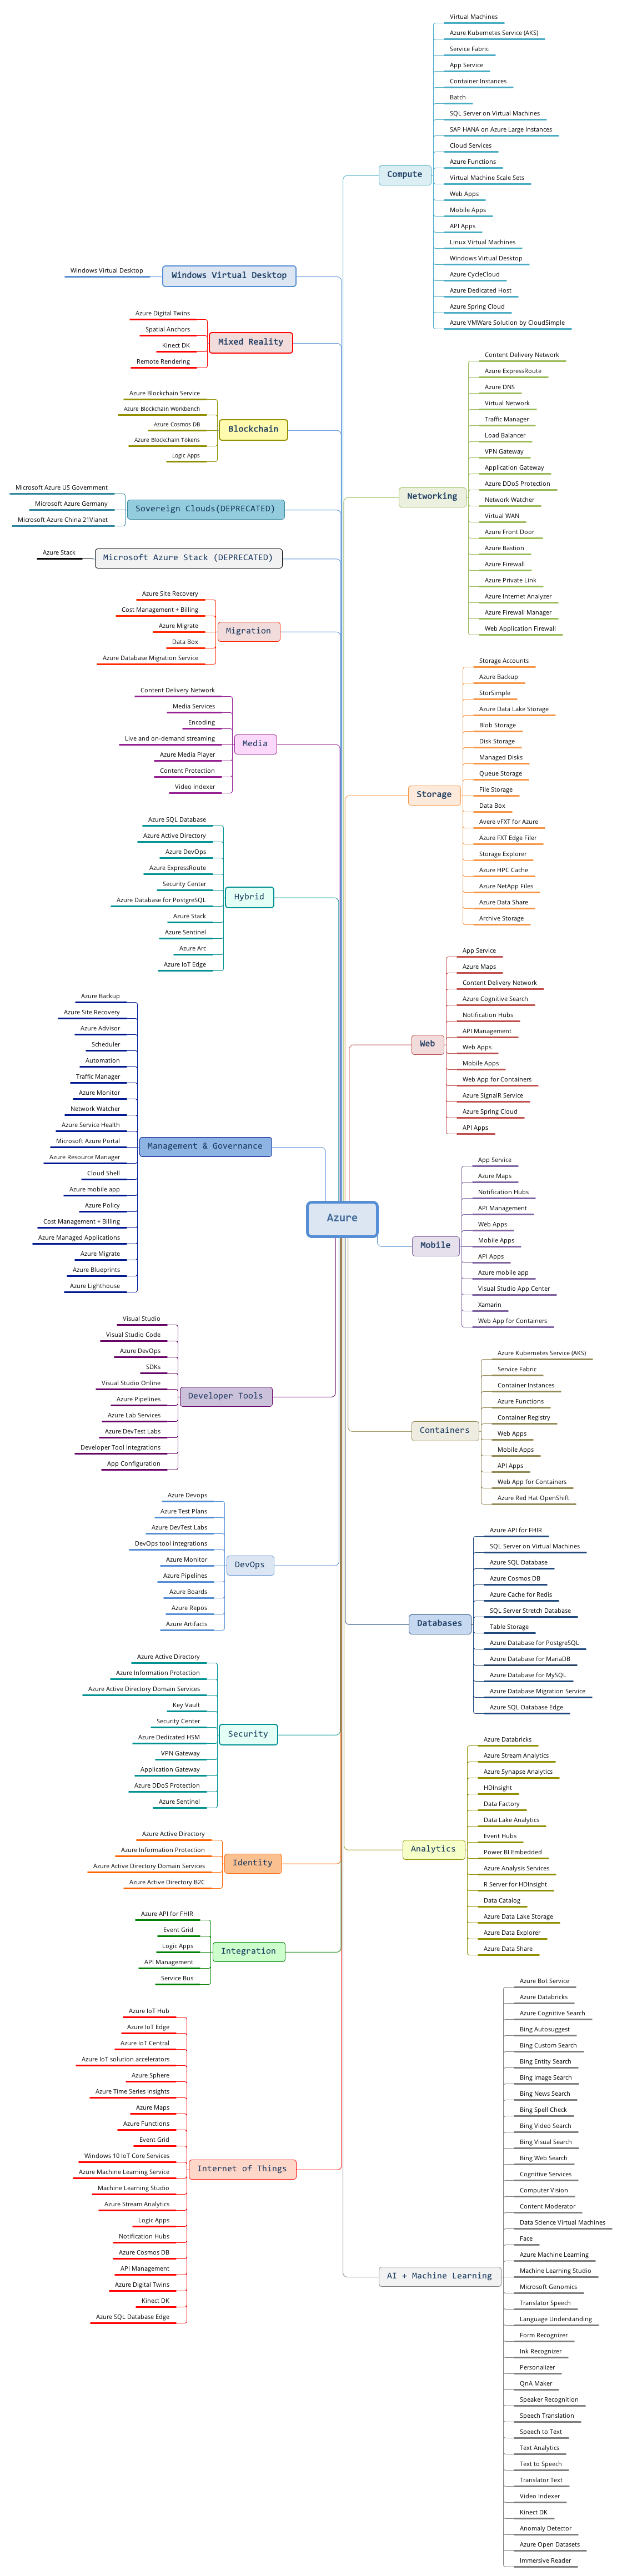 Azure
Compute
Virtual Machines
Azure Kubernetes Service (AKS)
Service Fabric
App Service
Container Instances
Batch
SQL Server on Virtual Machines
SAP HANA on Azure Large Instances
Cloud Services
Azure Functions
Virtual Machine Scale Sets
Web Apps
Mobile Apps
API Apps
Linux Virtual Machines
Windows Virtual Desktop
Azure CycleCloud
Azure Dedicated Host
Azure Spring Cloud
Azure VMWare Solution by CloudSimple
Networking
Content Delivery Network
Azure ExpressRoute
Azure DNS
Virtual Network
Traffic Manager
Load Balancer
VPN Gateway
Application Gateway
Azure DDoS Protection
Network Watcher
Virtual WAN
Azure Front Door
Azure Bastion
Azure Firewall
Azure Private Link
Azure Internet Analyzer
Azure Firewall Manager
Web Application Firewall
Storage
Storage Accounts
Azure Backup
StorSimple
Azure Data Lake Storage
Blob Storage
Disk Storage
Managed Disks
Queue Storage
File Storage
Data Box
Avere vFXT for Azure
Azure FXT Edge Filer
Storage Explorer
Azure HPC Cache
Azure NetApp Files
Azure Data Share
Archive Storage
Web
App Service
Azure Maps
Content Delivery Network
Azure Cognitive Search
Notification Hubs
API Management
Web Apps
Mobile Apps
Web App for Containers
Azure SignalR Service
Azure Spring Cloud
API Apps
Mobile
App Service
Azure Maps
Notification Hubs
API Management
Web Apps
Mobile Apps
API Apps
Azure mobile app
Visual Studio App Center
Xamarin
Web App for Containers
Containers
Azure Kubernetes Service (AKS)
Service Fabric
Container Instances
Azure Functions
Container Registry
Web Apps
Mobile Apps
API Apps
Web App for Containers
Azure Red Hat OpenShift
Databases
Azure API for FHIR
SQL Server on Virtual Machines
Azure SQL Database
Azure Cosmos DB
Azure Cache for Redis
SQL Server Stretch Database
Table Storage
Azure Database for PostgreSQL
Azure Database for MariaDB
Azure Database for MySQL
Azure Database Migration Service
Azure SQL Database Edge
Analytics
Azure Databricks
Azure Stream Analytics
Azure Synapse Analytics
HDInsight
Data Factory
Data Lake Analytics
Event Hubs
Power BI Embedded
Azure Analysis Services
R Server for HDInsight
Data Catalog
Azure Data Lake Storage
Azure Data Explorer
Azure Data Share
AI + Machine Learning
Azure Bot Service
Azure Databricks
Azure Cognitive Search
Bing Autosuggest
Bing Custom Search
Bing Entity Search
Bing Image Search
Bing News Search
Bing Spell Check
Bing Video Search
Bing Visual Search
Bing Web Search
Cognitive Services
Computer Vision
Content Moderator
Data Science Virtual Machines
Face
Azure Machine Learning
Machine Learning Studio
Microsoft Genomics
Translator Speech
Language Understanding
Form Recognizer
Ink Recognizer
Personalizer
QnA Maker
Speaker Recognition
Speech Translation
Speech to Text
Text Analytics
Text to Speech
Translator Text
Video Indexer
Kinect DK
Anomaly Detector
Azure Open Datasets
Immersive Reader
Windows Virtual Desktop
Windows Virtual Desktop
Mixed Reality
Azure Digital Twins
Spatial Anchors
Kinect DK
Remote Rendering
Blockchain
Azure Blockchain Service
Azure Blockchain Workbench
Azure Cosmos DB
Azure Blockchain Tokens
Logic Apps
Sovereign Clouds(DEPRECATED)
Microsoft Azure US Government
Microsoft Azure Germany
Microsoft Azure China 21Vianet
Microsoft Azure Stack (DEPRECATED)
Azure Stack
Migration
Azure Site Recovery
Cost Management + Billing
Azure Migrate
Data Box
Azure Database Migration Service
Media
Content Delivery Network
Media Services
Encoding
Live and on-demand streaming
Azure Media Player
Content Protection
Video Indexer
Hybrid
Azure SQL Database
Azure Active Directory
Azure DevOps
Azure ExpressRoute
Security Center
Azure Database for PostgreSQL
Azure Stack
Azure Sentinel
Azure Arc
Azure IoT Edge
Management & Governance
Azure Backup
Azure Site Recovery
Azure Advisor
Scheduler
Automation
Traffic Manager
Azure Monitor
Network Watcher
Azure Service Health
Microsoft Azure Portal
Azure Resource Manager
Cloud Shell
Azure mobile app
Azure Policy
Cost Management + Billing
Azure Managed Applications
Azure Migrate
Azure Blueprints
Azure Lighthouse
Developer Tools
Visual Studio
Visual Studio Code
Azure DevOps
SDKs
Visual Studio Online
Azure Pipelines
Azure Lab Services
Azure DevTest Labs
Developer Tool Integrations
App Configuration
DevOps
Azure Devops
Azure Test Plans
Azure DevTest Labs
DevOps tool integrations
Azure Monitor
Azure Pipelines
Azure Boards
Azure Repos
Azure Artifacts
Security
Azure Active Directory
Azure Information Protection
Azure Active Directory Domain Services
Key Vault
Security Center
Azure Dedicated HSM
VPN Gateway
Application Gateway
Azure DDoS Protection
Azure Sentinel
Identity
Azure Active Directory
Azure Information Protection
Azure Active Directory Domain Services
Azure Active Directory B2C
Integration
Azure API for FHIR
Event Grid
Logic Apps
API Management
Service Bus
Internet of Things
Azure IoT Hub
Azure IoT Edge
Azure IoT Central
Azure IoT solution accelerators
Azure Sphere
Azure Time Series Insights
Azure Maps
Azure Functions
Event Grid
Windows 10 IoT Core Services
Azure Machine Learning Service
Machine Learning Studio
Azure Stream Analytics
Logic Apps
Notification Hubs
Azure Cosmos DB
API Management
Azure Digital Twins
Kinect DK
Azure SQL Database Edge